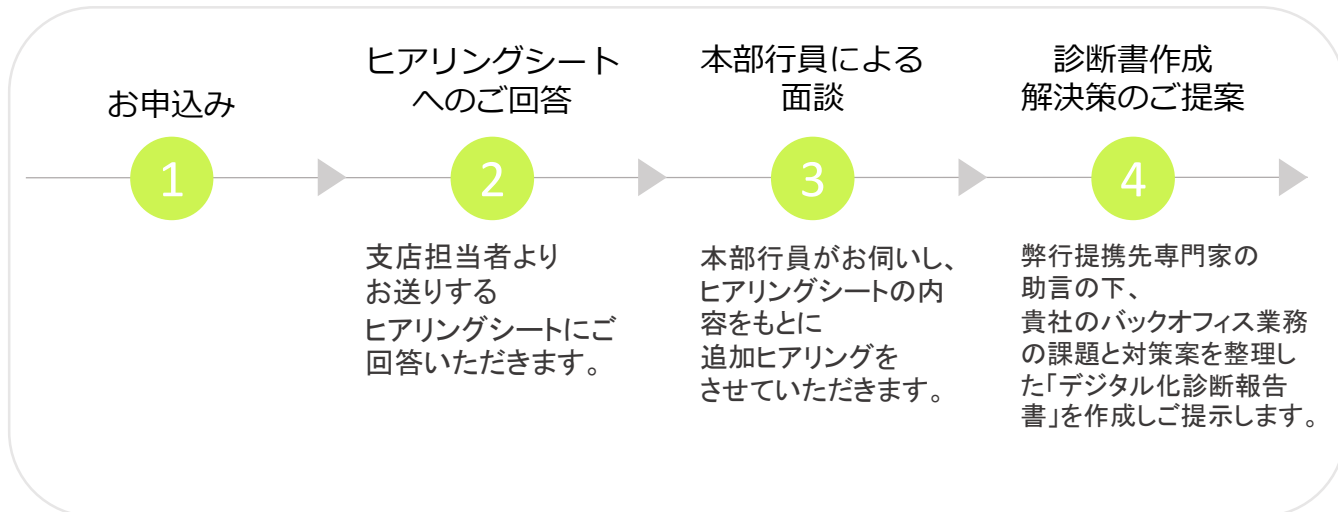 お申込み
1
ヒアリングシート
へのご回答
2
支店担当者より
お送りする
ヒアリングシートにご
回答いただきます。
本部行員による
面談
3
本部行員がお伺いし、
ヒアリングシートの内
容をもとに
追加ヒアリングを
させていただきます。
診断書作成
解決策のご提案
4
弊行提携先専門家の
助言の下、
貴社のバックオフィス業務
の課題と対策案を整理し
た「デジタル化診断報告
書」を作成しご提示します。